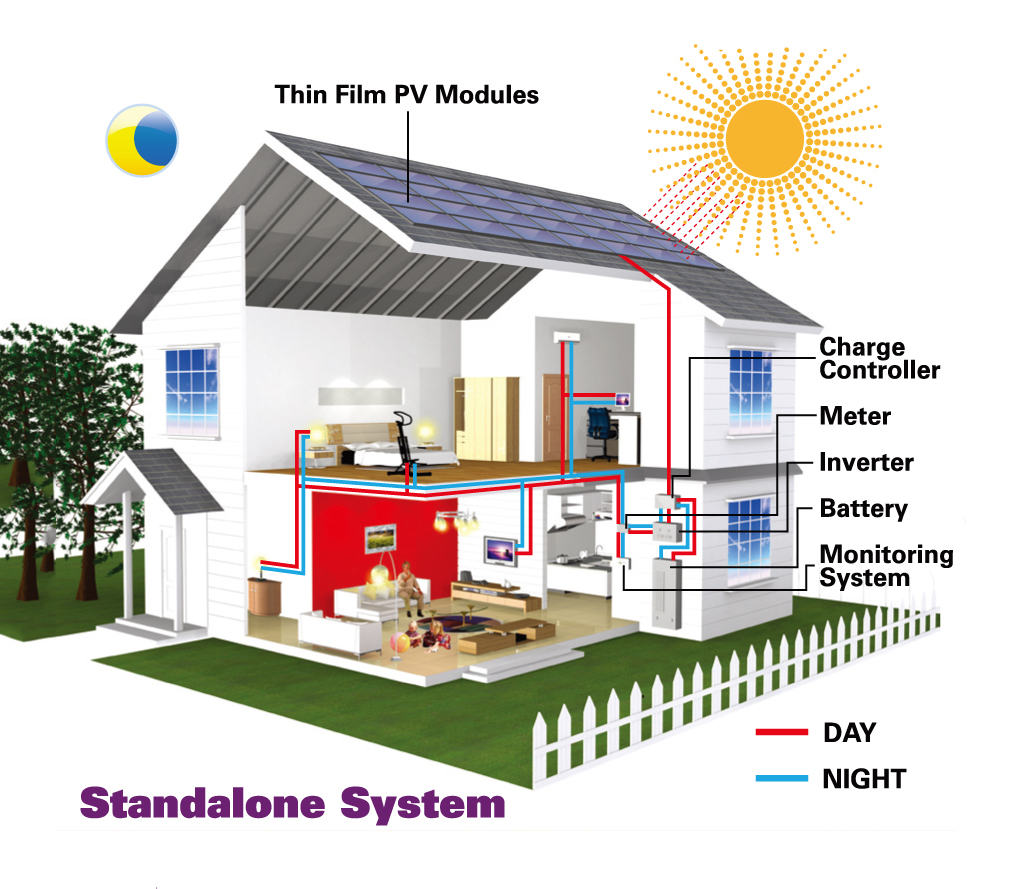 Thin Film PV Modules
Charge
Controller
Meter
Inverter
Battery
Monitoring
System
DAY
NIGHT
Standalone System